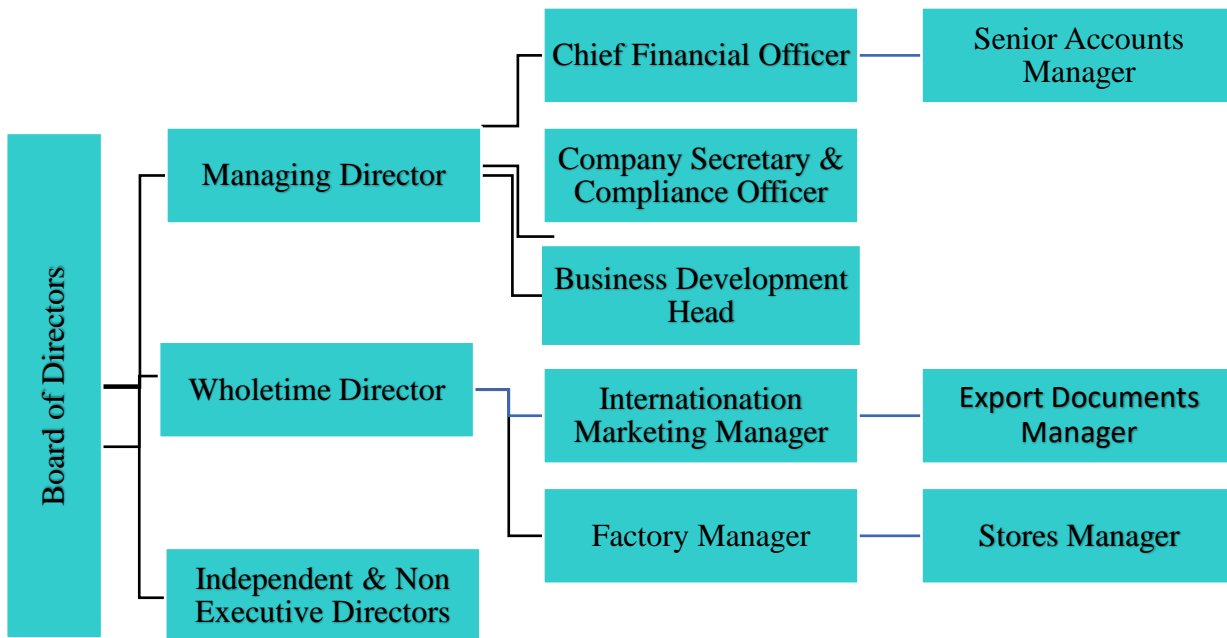 Board of Directors
Managing Director
Chief Financial Officer
Senior Accounts
Manager
Company Secretary &
Compliance Officer
Business Development
Head
Wholetime Director
Internationation
Marketing Manager
Export Documents
Manager
Factory Manager
Stores Manager
Independent & Non
Executive Directors